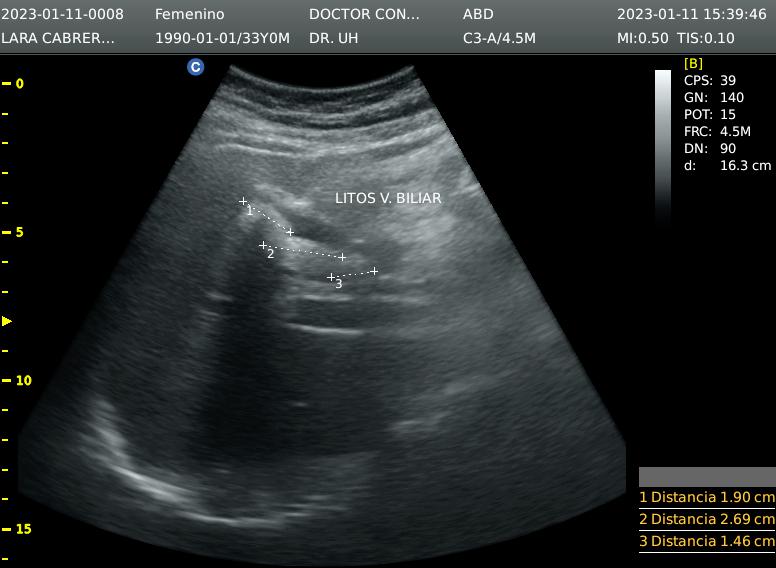 2023-01-11-0008 Femenino DOCTOR CON... ABD 2023-01-11 15:39:46
LARA CABRER... 1990-01-01/33Y0M DR. UH C3-A/4.5M MI:0.50 TIS:0.10
C
[B]
CPS: 39
GN: 140
POT: 15
FRC: 4.5M
DN: 90
d: 16.3 cm
0
5
10
15
LITOS V. BILIAR
1
2
3
1 Distancia 1.90 cm
2 Distancia 2.69 cm
3 Distancia 1.46 cm